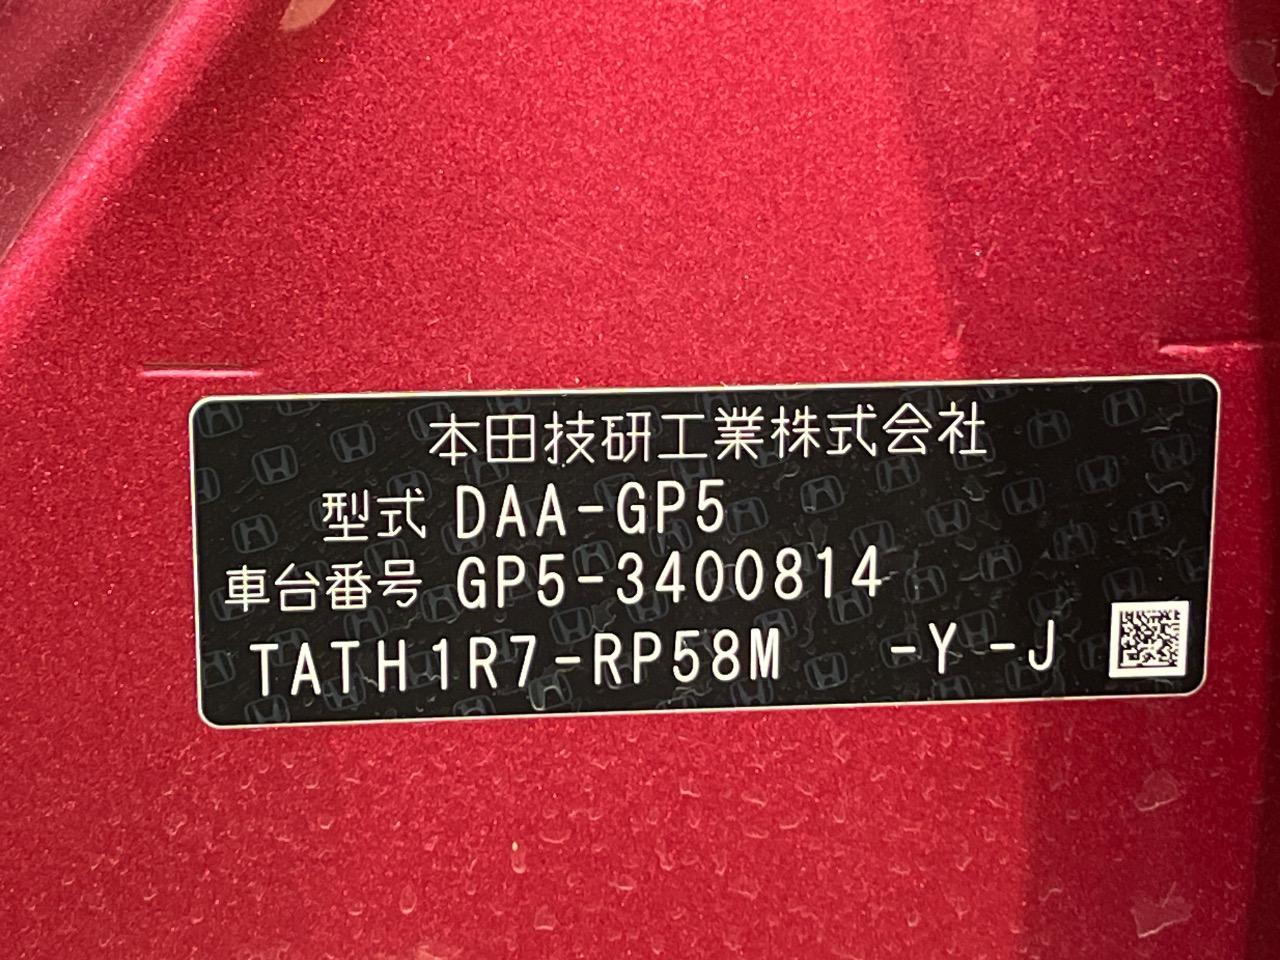 本田技研工業株式会社
型式 DAA-GP5
車台番号 GP5-3400814
TATH1R7-RP58M -Y-J